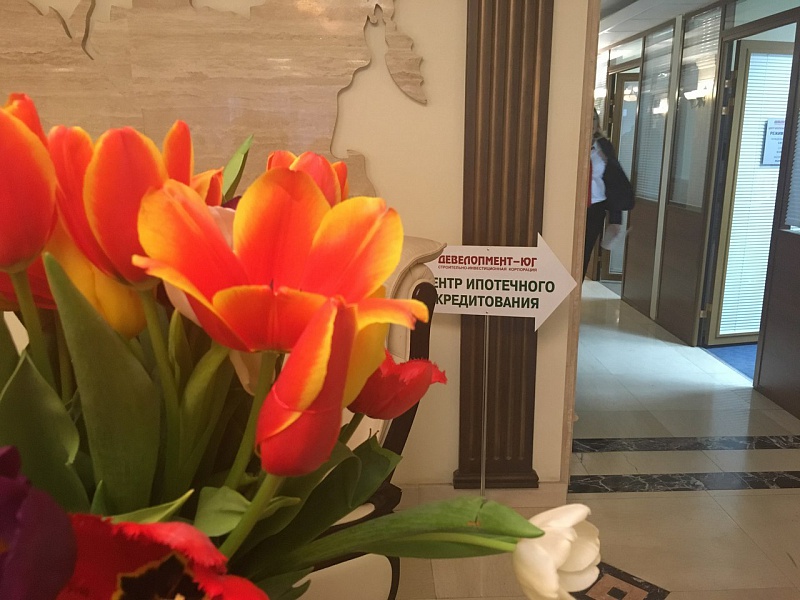 ДЕВЕЛОПМЕНТ-ЮГ
СТРОИТЕЛЬНО-ИНВЕСТИЦИОННАЯ КОРПОРАЦИЯ
ЕНТР ИПОТЕЧНОГО
КРЕДИТОВАНИЯ